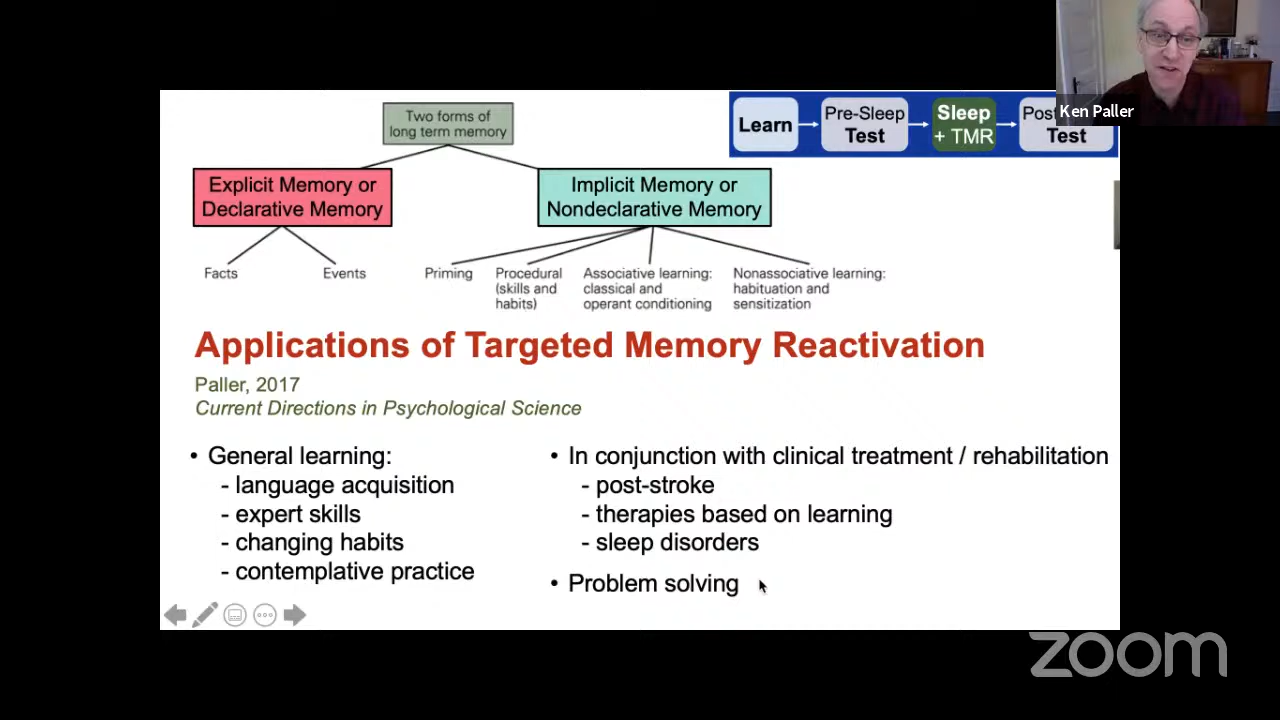 Two forms of
long term memory
Explicit Memory or
Declarative Memory
Implicit Memory or
Nondeclarative Memory
Facts
Events
Priming
Procedural
(skills and
habits)
Associative learning:
classical and
operant conditioning
Nonassociative learning:
habituation and
sensitization
Learn
Pre-Sleep
Test
Sleep
+ TMR
Post
Test
Ken Paller
Applications of Targeted Memory Reactivation
Paller, 2017
Current Directions in Psychological Science
• General learning:
- language acquisition
- expert skills
- changing habits
- contemplative practice
• In conjunction with clinical treatment / rehabilitation
- post-stroke
- therapies based on learning
- sleep disorders
• Problem solving
zoom